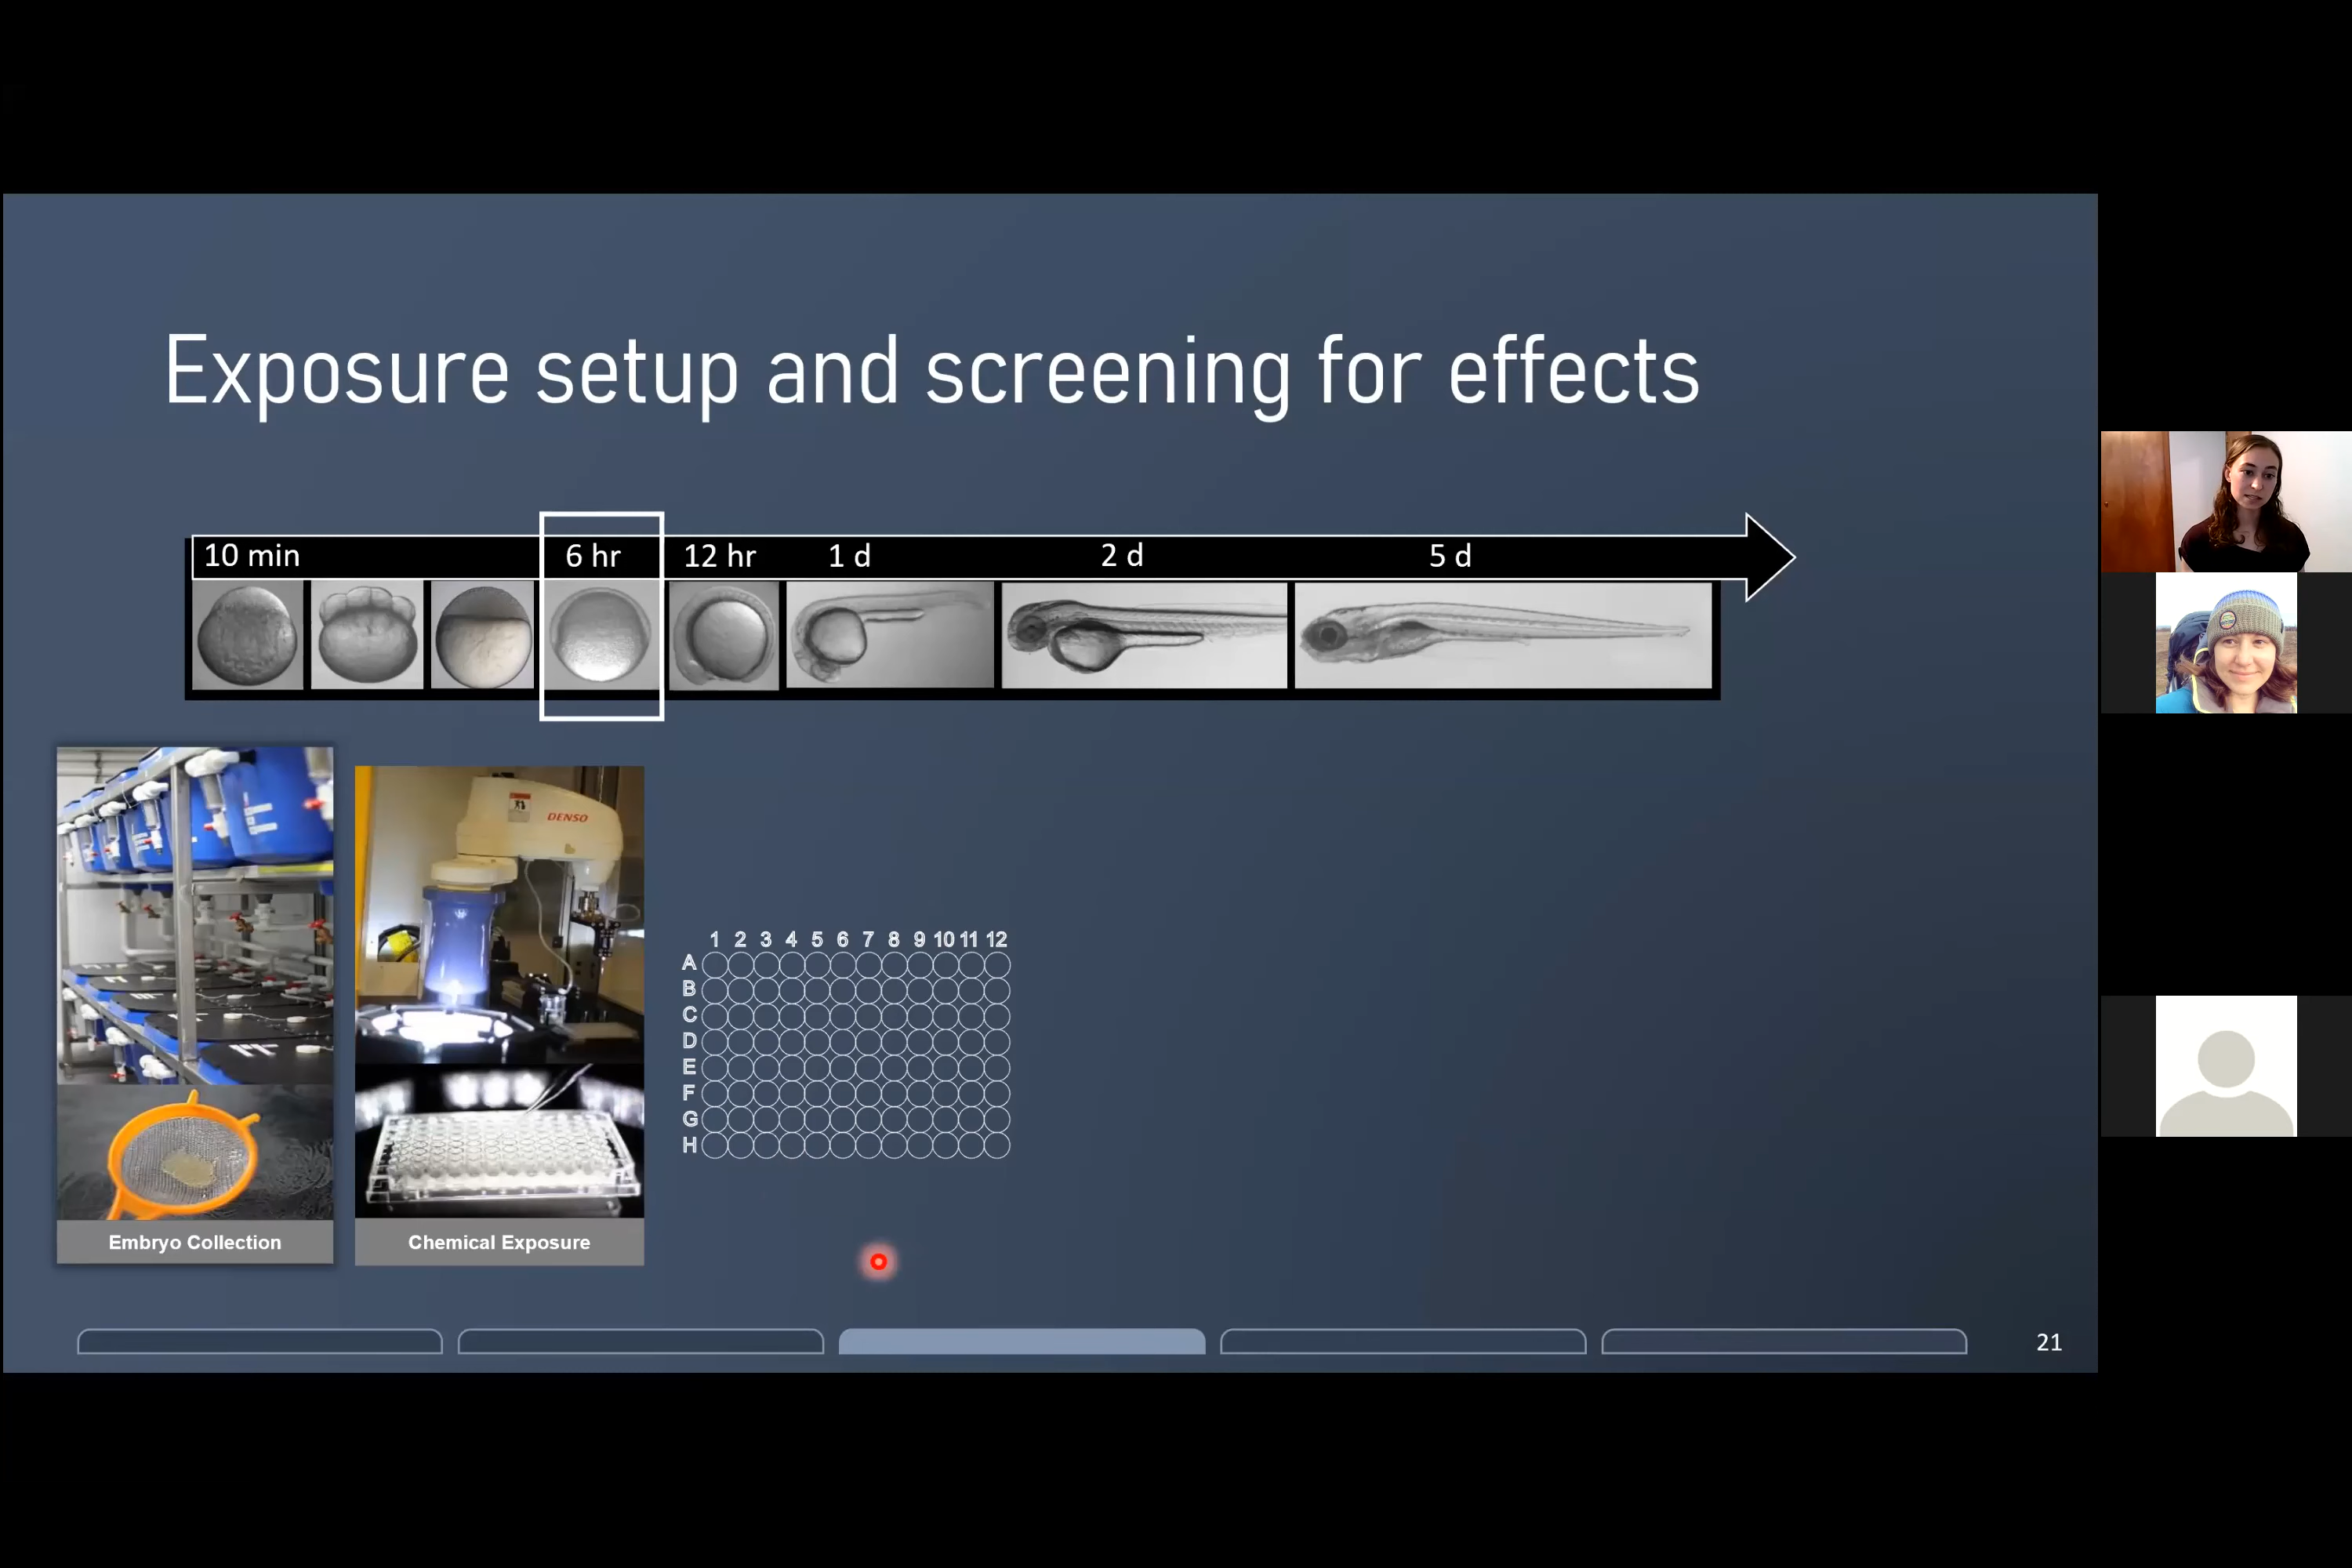 Exposure setup and screening for effects
10 min 6 hr 12 hr 1 d 2 d 5 d
DENSO
1 2 3 4 5 6 7 8 9 10 11 12
A
B
C
D
E
F
G
H
Embryo Collection
Chemical Exposure
21